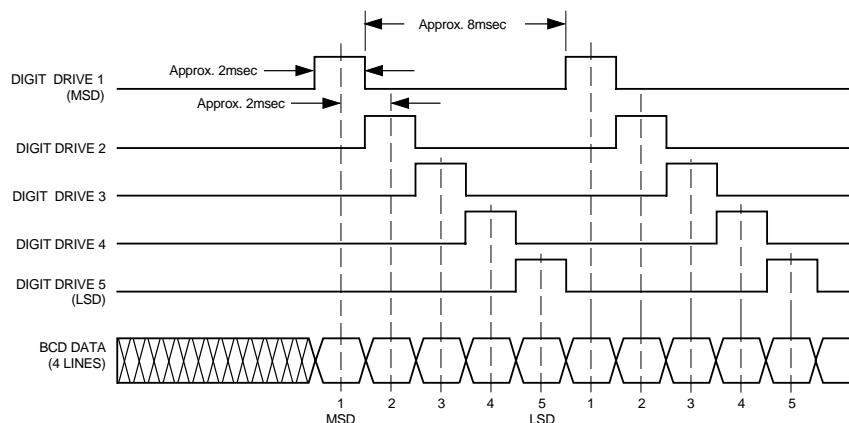 Approx. 8msec
Approx. 2msec
DIGIT DRIVE 1
(MSD)
Approx. 2msec
DIGIT DRIVE 2
DIGIT DRIVE 3
DIGIT DRIVE 4
DIGIT DRIVE 5
(LSD)
BCD DATA
(4 LINES)
1 2 3 4 5 1 2 3 4 5
MSD LSD